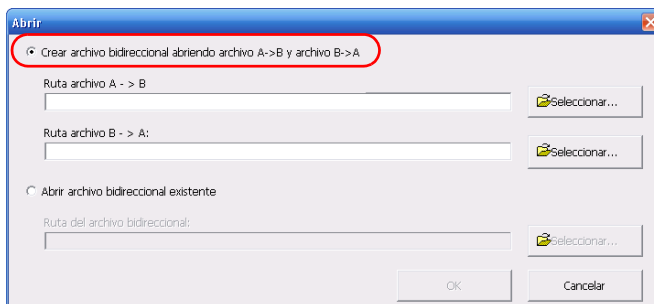 Abrir
Crear archivo bidireccional abriendo archivo A->B y archivo B->A
Ruta archivo A - > B
Seleccionar...
Ruta archivo B - > A:
Seleccionar...
Abrir archivo bidireccional existente
Ruta del archivo bidireccional:
Seleccionar...
OK
Cancelar